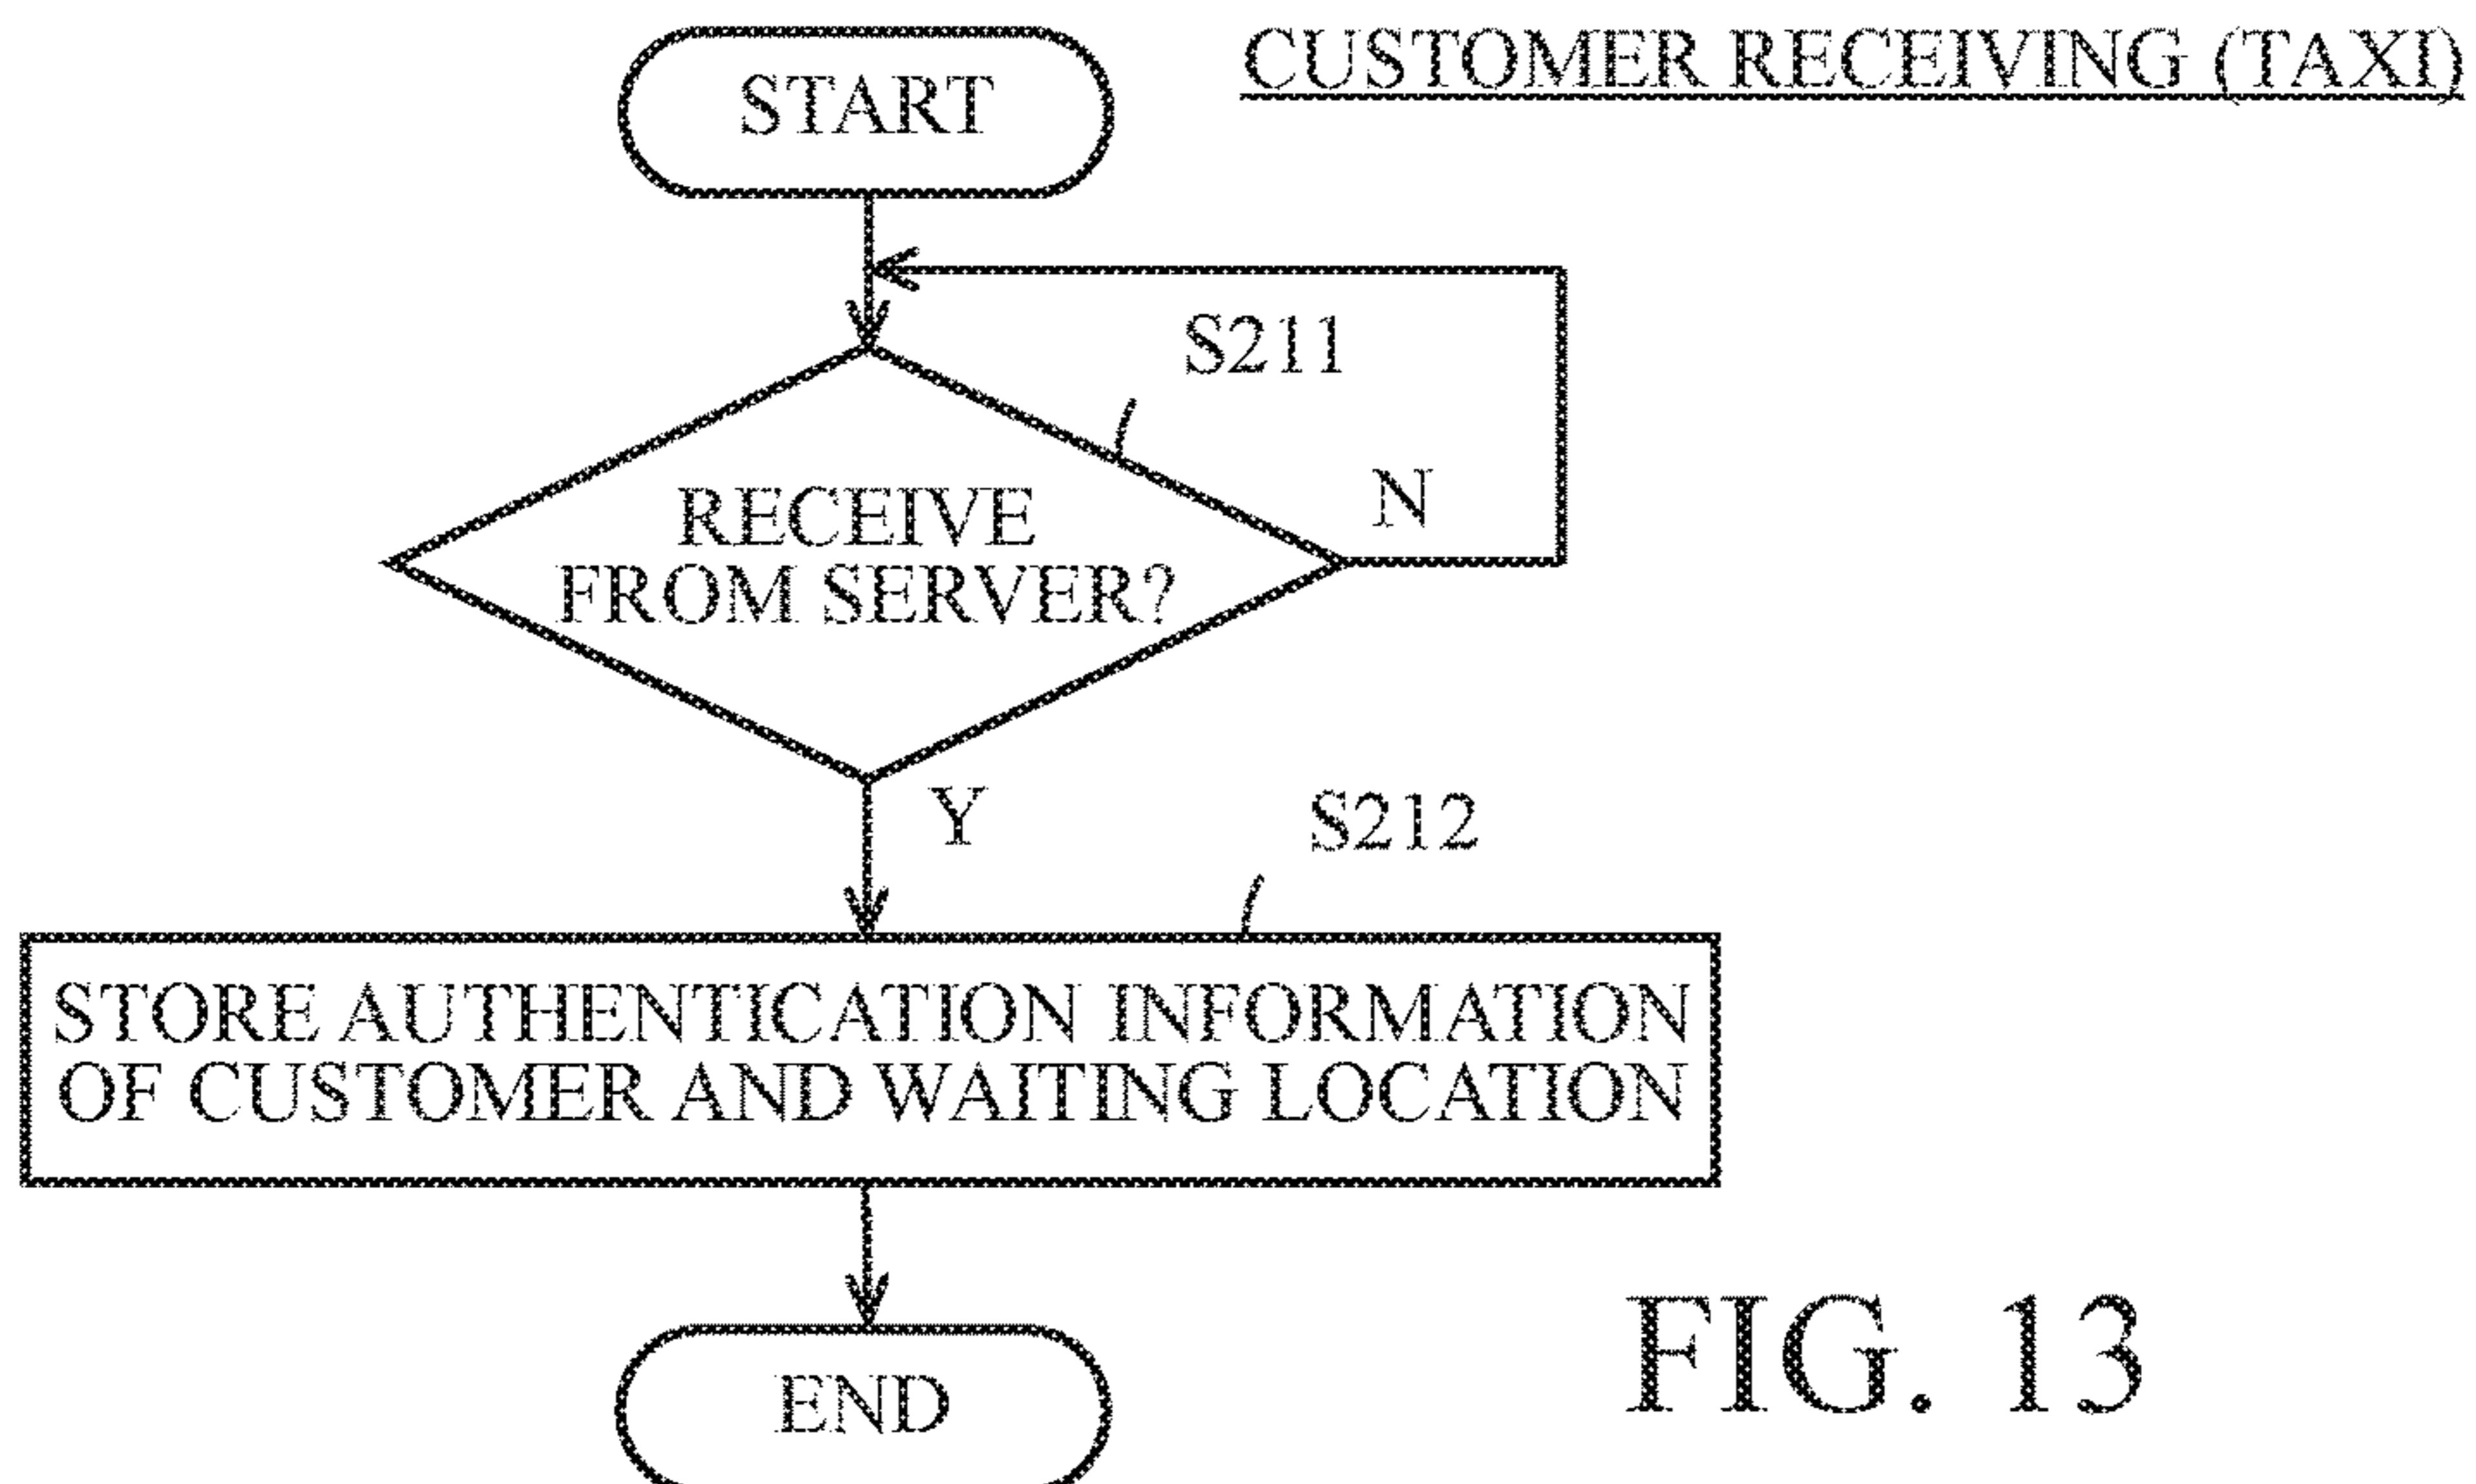 START
CUSTOMER RECEIVING (TAXI)
S211
RECEIVE
FROM SERVER?
N
Y
S212
STORE AUTHENTICATION INFORMATION
OF CUSTOMER AND WAITING LOCATION
END
FIG. 13